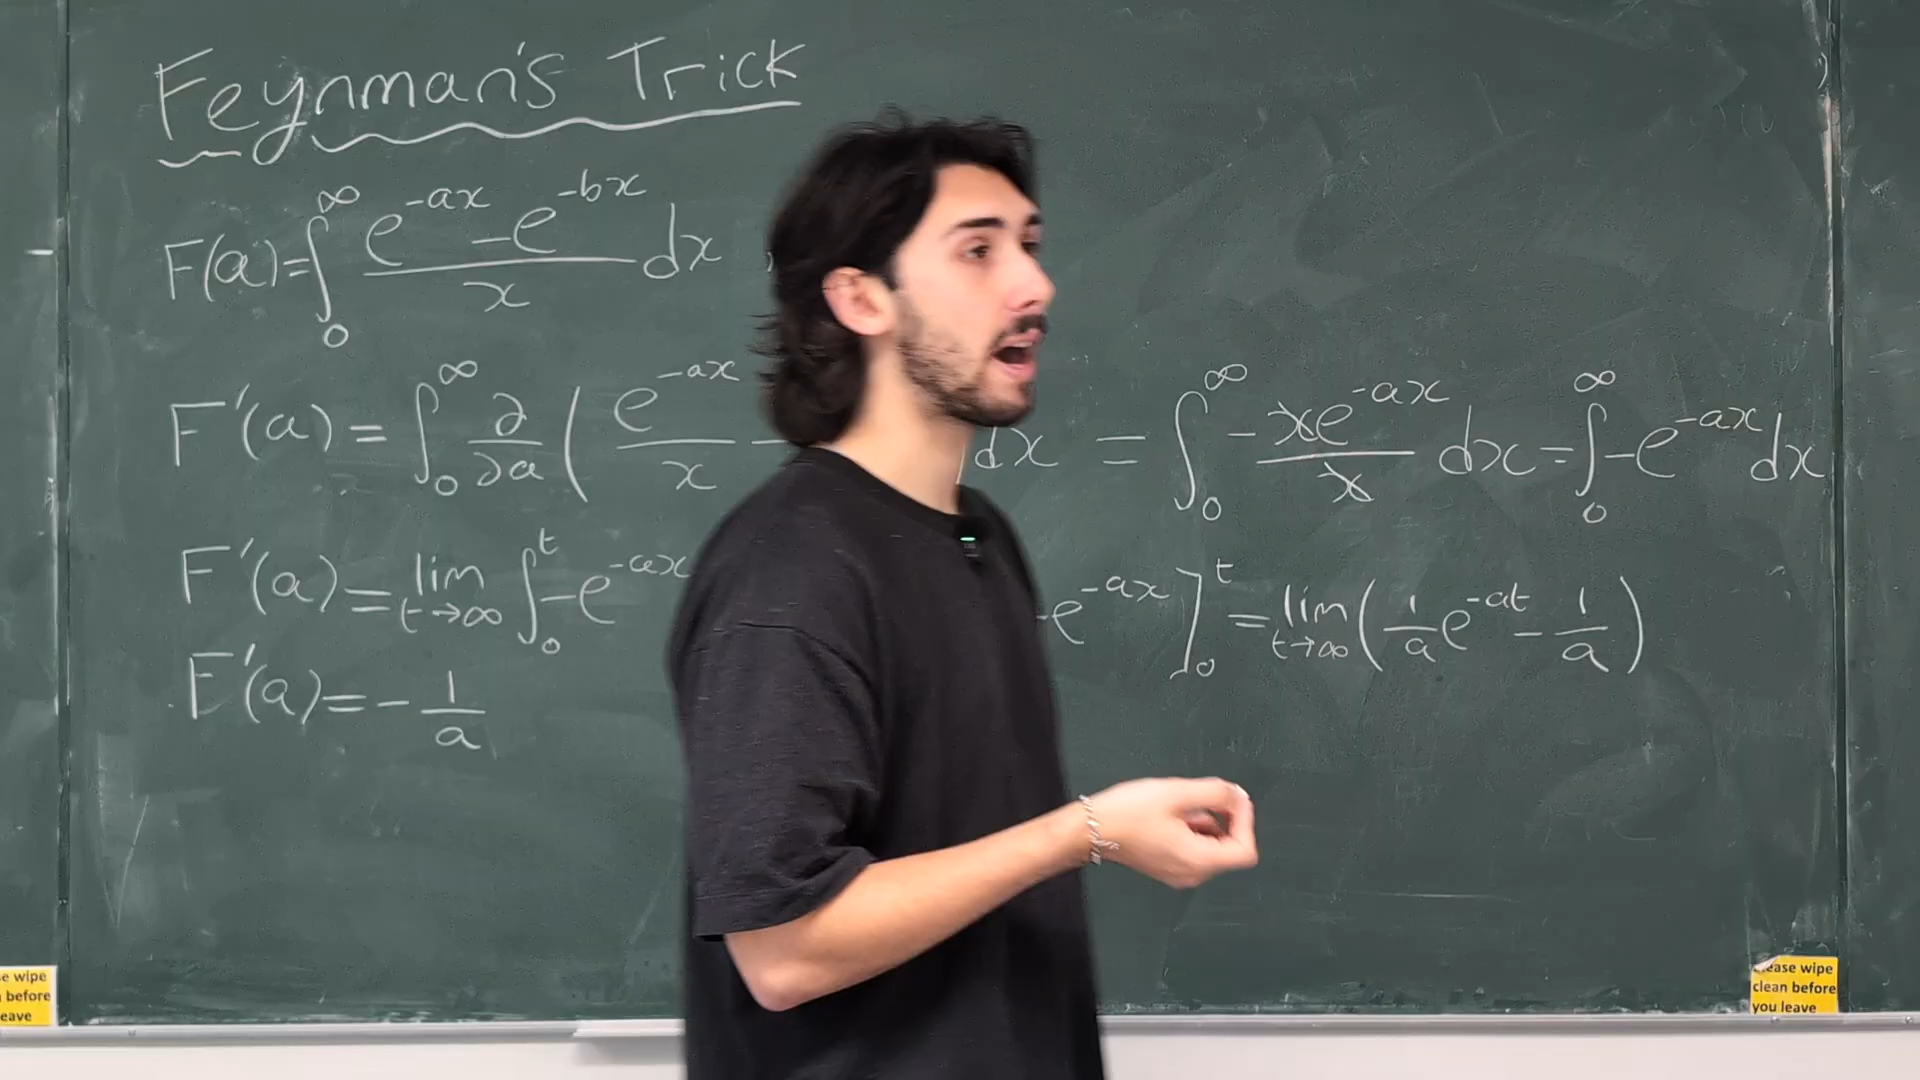 Feynman's Trick
F(a)=∫₀^∞ (e^{-ax} - e^{-bx})/x dx
F'(a) = ∫₀^∞ ∂/∂a ( e^{-ax}/x - dx = ∫₀^∞ - xe^{-ax}/x dx = ∫₀^∞ -e^{-ax} dx
F'(a) = lim_{t→∞} ∫₀^t -e^{-ax} e^{-ax} ]₀^t = lim_{t→∞} ( 1/a e^{-at} - 1/a )
F'(a) = - 1/a
se wipe
before
eave
ease wipe
clean before
you leave